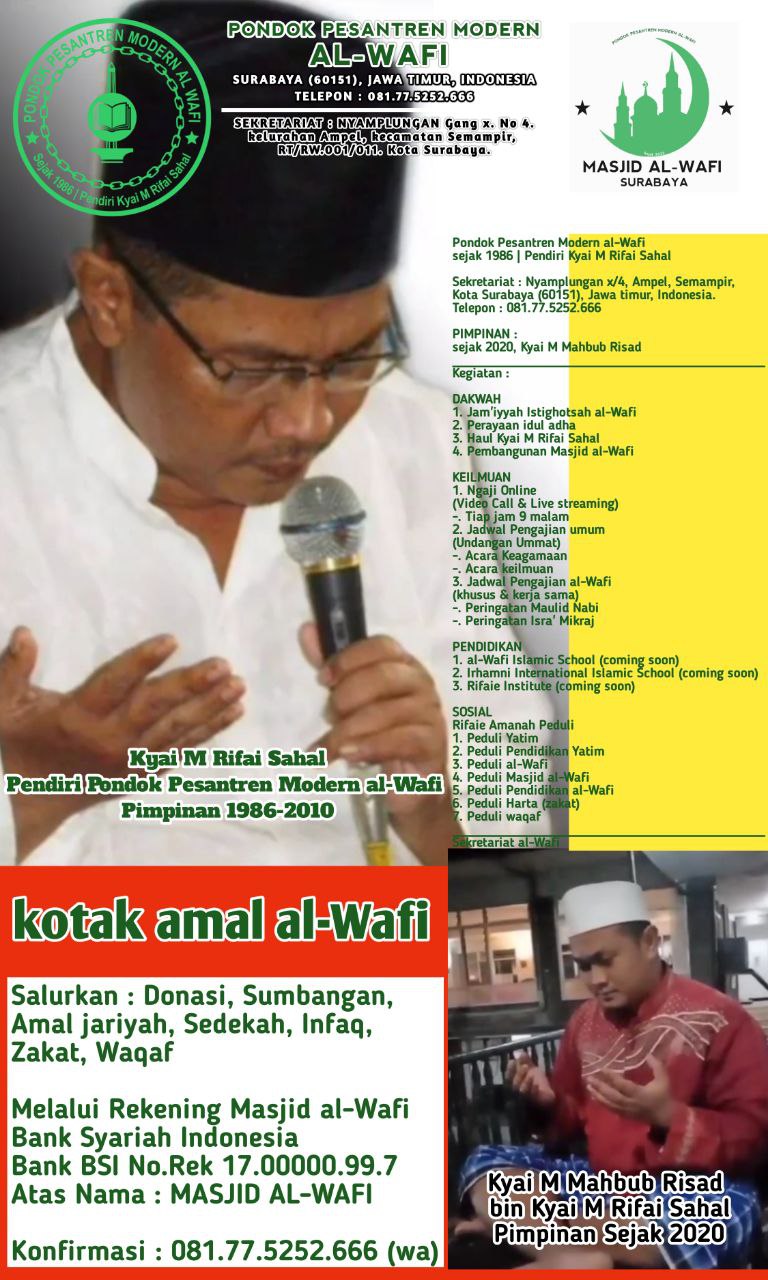 PONDOK PESANTREN MODERN AL WAFI
Sejak 1986 | Pendiri Kyai M Rifai Sahal
PONDOK PESANTREN MODERN
AL-WAFI
SURABAYA (60151), JAWA TIMUR, INDONESIA
TELEPON : 081.77.5252.666
SEKRETARIAT : NYAMPLUNGAN Gang x. No 4.
kelurahan Ampel, kecamatan Semampir,
RT/RW.001/011. Kota Surabaya.
PONDOK PESANTREN MODERN AL-WAFI
MASJID AL-WAFI
SURABAYA
Pondok Pesantren Modern al-Wafi
sejak 1986 | Pendiri Kyai M Rifai Sahal
Sekretariat : Nyamplungan x/4, Ampel, Semampir,
Kota Surabaya (60151), Jawa timur, Indonesia.
Telepon : 081.77.5252.666
PIMPINAN :
sejak 2020, Kyai M Mahbub Risad
Kegiatan :
DAKWAH
1. Jam'iyyah Istighotsah al-Wafi
2. Perayaan idul adha
3. Haul Kyai M Rifai Sahal
4. Pembangunan Masjid al-Wafi
KEILMUAN
1. Ngaji Online
(Video Call & Live streaming)
-. Tiap jam 9 malam
2. Jadwal Pengajian umum
(Undangan Ummat)
-. Acara Keagamaan
-. Acara keilmuan
3. Jadwal Pengajian al-Wafi
(khusus & kerja sama)
-. Peringatan Maulid Nabi
-. Peringatan Isra' Mikraj
PENDIDIKAN
1. al-Wafi Islamic School (coming soon)
2. Irhamni International Islamic School (coming soon)
3. Rifaie Institute (coming soon)
SOSIAL
Rifaie Amanah Peduli
1. Peduli Yatim
2. Peduli Pendidikan Yatim
3. Peduli al-Wafi
4. Peduli Masjid al-Wafi
5. Peduli Pendidikan al-Wafi
6. Peduli Harta (zakat)
7. Peduli waqaf
Sekretariat al-Wafi
Kyai M Rifai Sahal
Pendiri Pondok Pesantren Modern al-Wafi
Pimpinan 1986-2010
kotak amal al-Wafi
Salurkan : Donasi, Sumbangan,
Amal jariyah, Sedekah, Infaq,
Zakat, Waqaf
Melalui Rekening Masjid al-Wafi
Bank Syariah Indonesia
Bank BSI No.Rek 17.00000.99.7
Atas Nama : MASJID AL-WAFI
Konfirmasi : 081.77.5252.666 (wa)
Kyai M Mahbub Risad
bin Kyai M Rifai Sahal
Pimpinan Sejak 2020